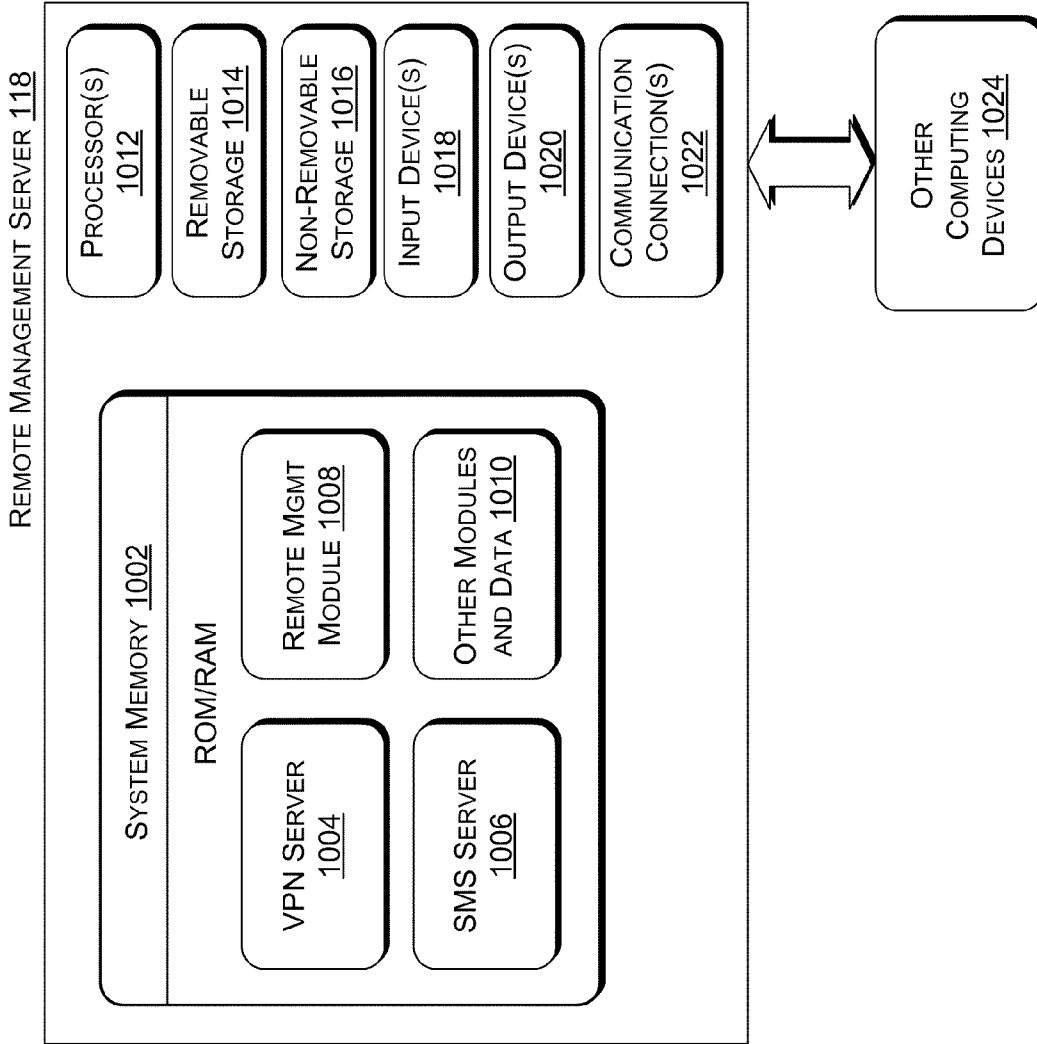 REMOTE MANAGEMENT SERVER 118
SYSTEM MEMORY 1002
ROM/RAM
VPN SERVER
1004
REMOTE MGMT
MODULE 1008
SMS SERVER
1006
OTHER MODULES
AND DATA 1010
PROCESSOR(S)
1012
REMOVABLE
STORAGE 1014
NON-REMOVABLE
STORAGE 1016
INPUT DEVICE(S)
1018
OUTPUT DEVICE(S)
1020
COMMUNICATION
CONNECTION(S)
1022
OTHER
COMPUTING
DEVICES 1024